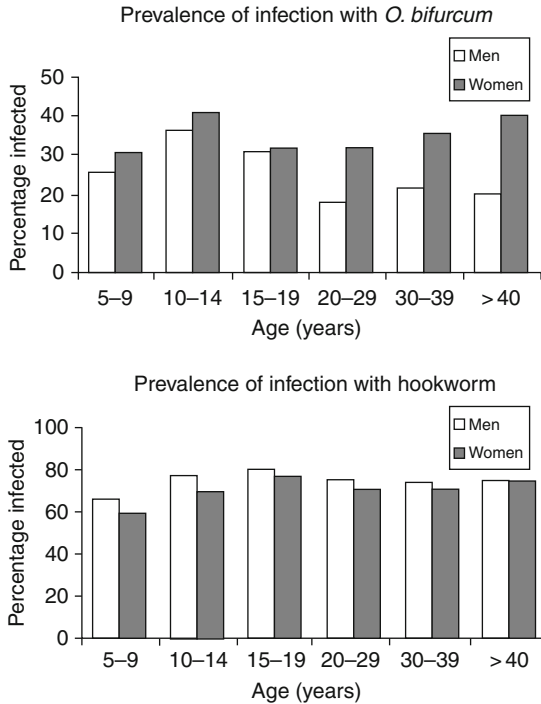 Prevalence of infection with O. bifurcum
Men
Women
Percentage infected
50
40
30
20
10
0
5–9 10–14 15–19 20–29 30–39 >40
Age (years)
Prevalence of infection with hookworm
Men
Women
Percentage infected
100
80
60
40
20
0
5–9 10–14 15–19 20–29 30–39 >40
Age (years)